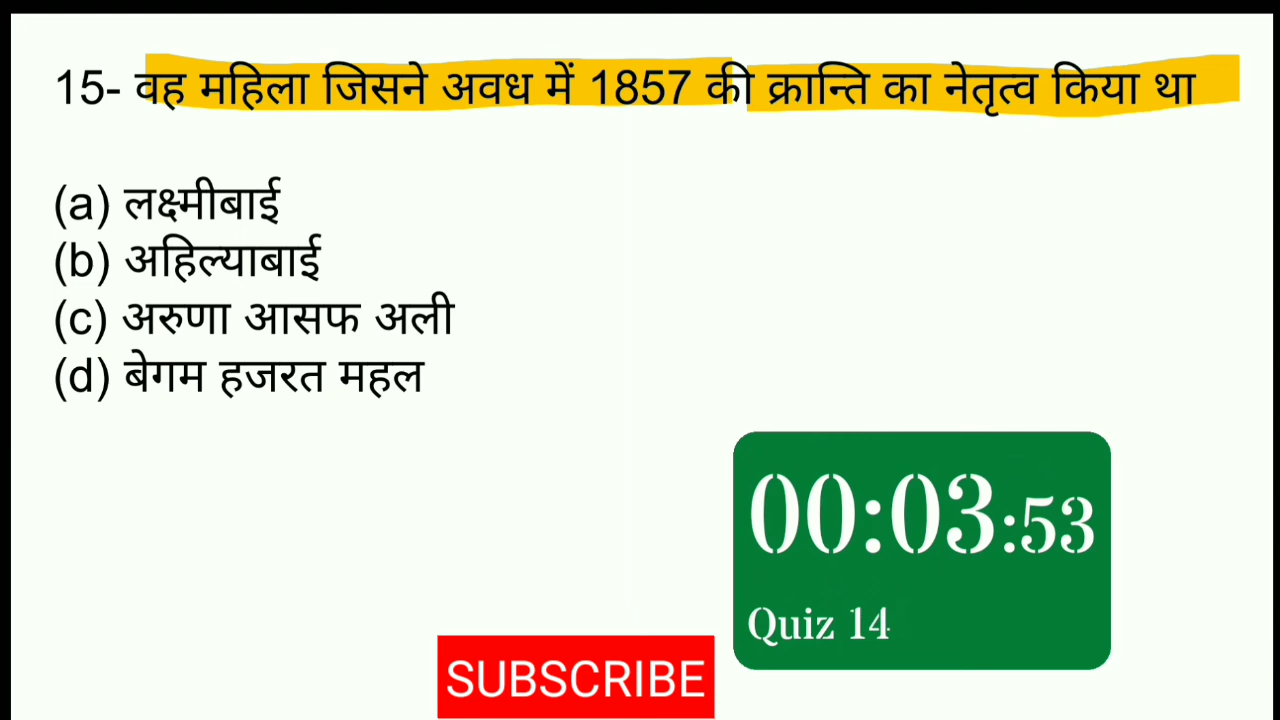 15- वह महिला जिसने अवध में 1857 की क्रान्ति का नेतृत्व किया था
(a) लक्ष्मीबाई
(b) अहिल्याबाई
(c) अरुणा आसफ अली
(d) बेगम हजरत महल
00:03:53
Quiz 14
SUBSCRIBE